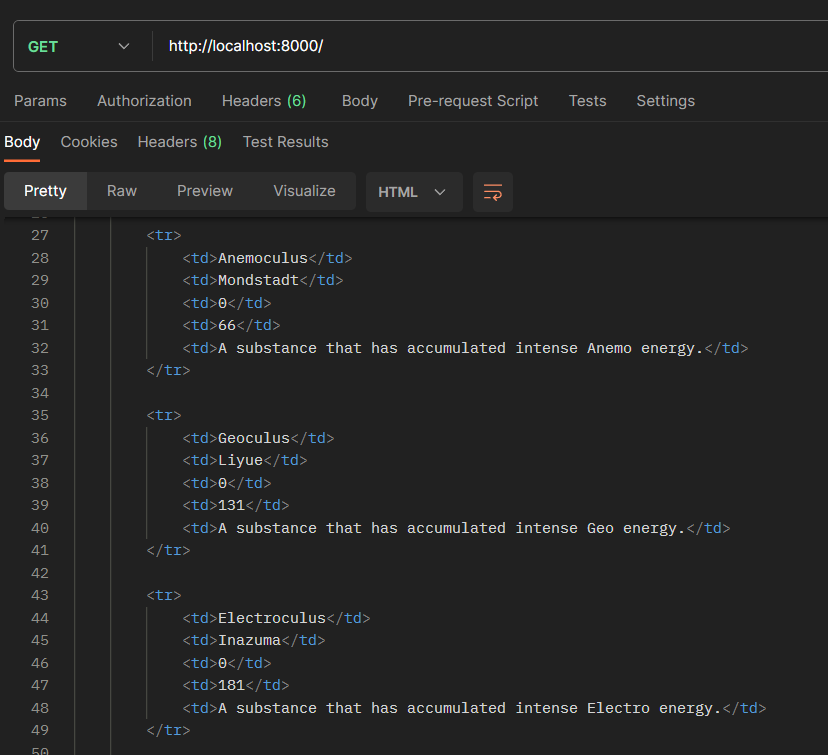 GET http://localhost:8000/
Params Authorization Headers (6) Body Pre-request Script Tests Settings
Body Cookies Headers (8) Test Results
Pretty Raw Preview Visualize HTML
27 <tr>
28 <td>Anemoculus</td>
29 <td>Mondstadt</td>
30 <td>0</td>
31 <td>66</td>
32 <td>A substance that has accumulated intense Anemo energy.</td>
33 </tr>
34
35 <tr>
36 <td>Geoculus</td>
37 <td>Liyue</td>
38 <td>0</td>
39 <td>131</td>
40 <td>A substance that has accumulated intense Geo energy.</td>
41 </tr>
42
43 <tr>
44 <td>Electroculus</td>
45 <td>Inazuma</td>
46 <td>0</td>
47 <td>181</td>
48 <td>A substance that has accumulated intense Electro energy.</td>
49 </tr>
50